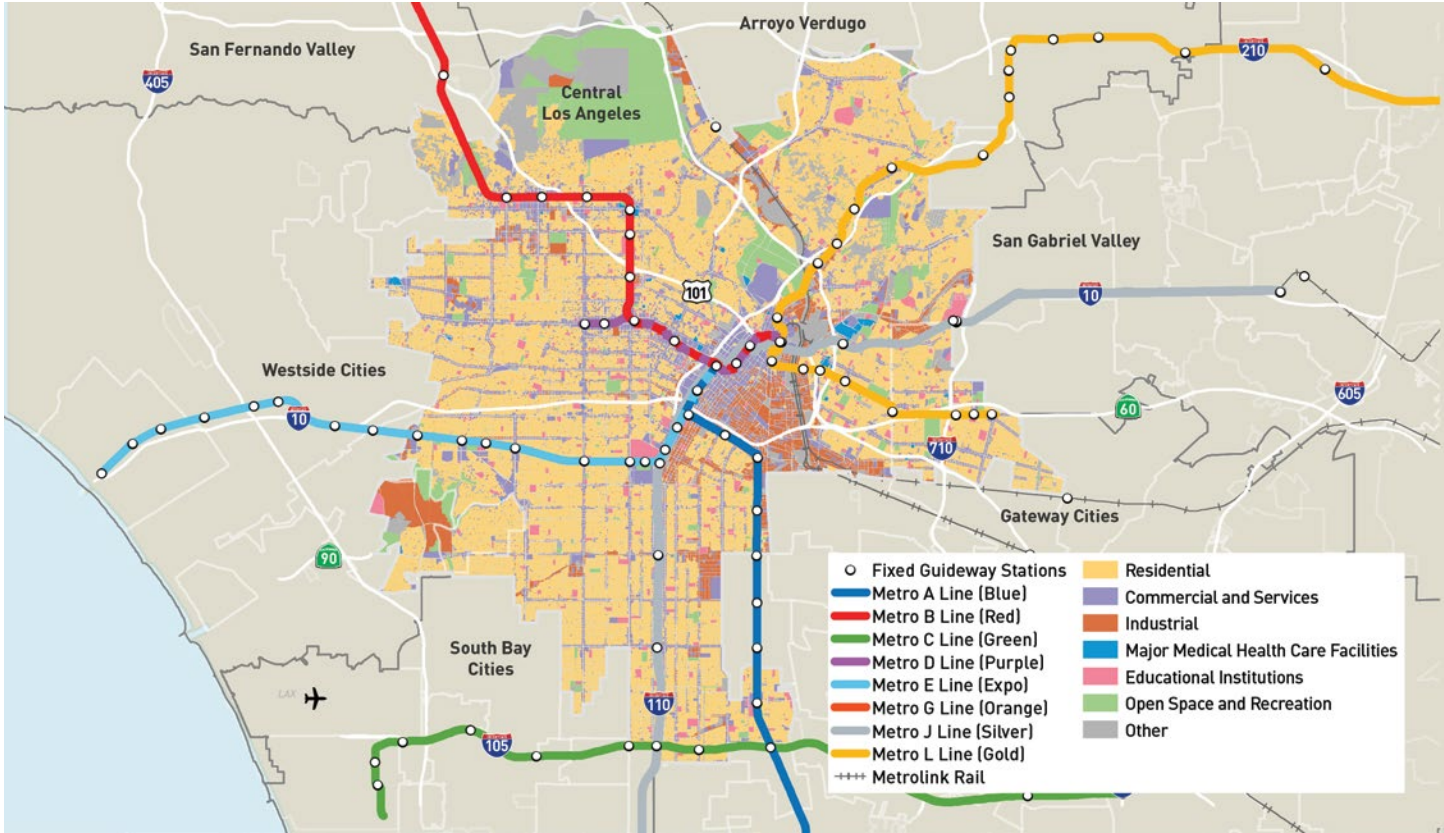 San Fernando Valley
Arroyo Verdugo
INTERSTATE
405
INTERSTATE
210
Central
Los Angeles
San Gabriel Valley
101
10
Westside Cities
10
60
605
710
Gateway Cities
90
South Bay
Cities
LAX
110
105
Fixed Guideway Stations
Metro A Line (Blue)
Metro B Line (Red)
Metro C Line (Green)
Metro D Line (Purple)
Metro E Line (Expo)
Metro G Line (Orange)
Metro J Line (Silver)
Metro L Line (Gold)
Metrolink Rail
Residential
Commercial and Services
Industrial
Major Medical Health Care Facilities
Educational Institutions
Open Space and Recreation
Other